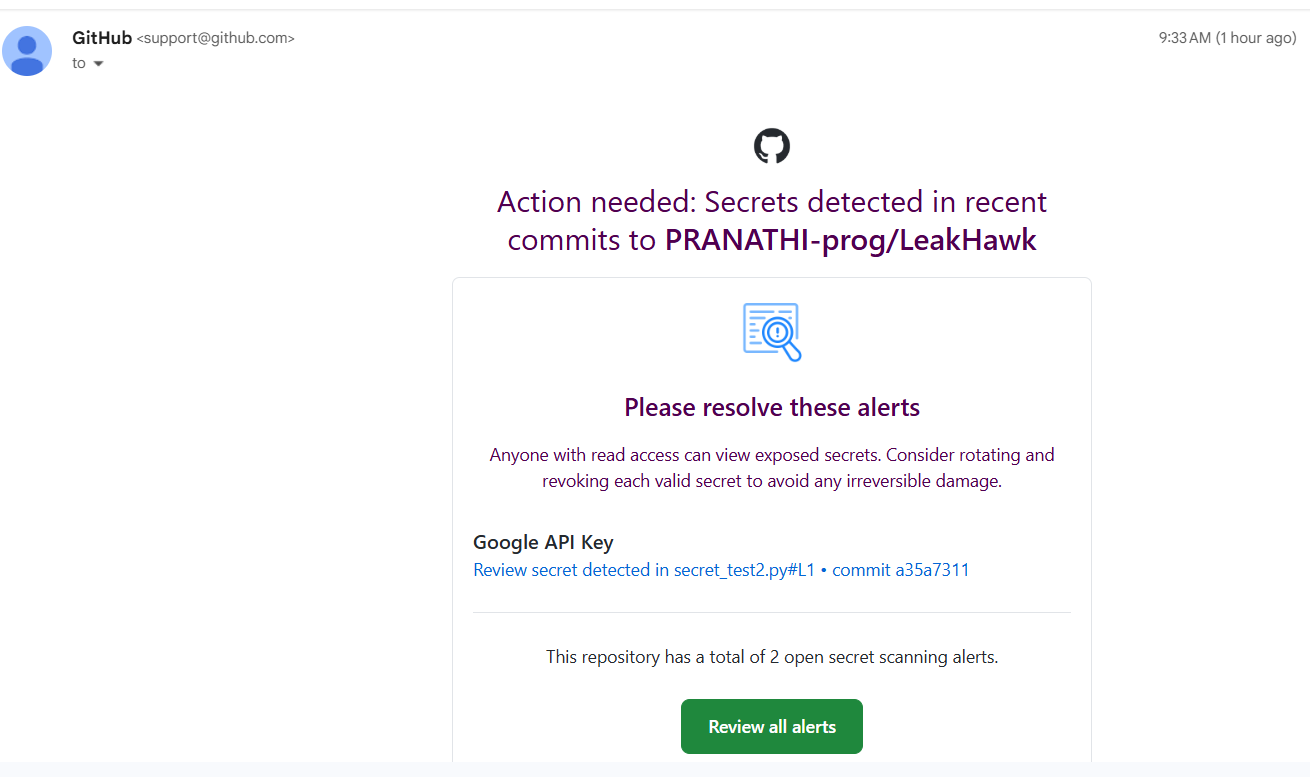 GitHub <support@github.com>
9:33 AM (1 hour ago)
to
Action needed: Secrets detected in recent
commits to PRANATHI-prog/LeakHawk
Please resolve these alerts
Anyone with read access can view exposed secrets. Consider rotating and
revoking each valid secret to avoid any irreversible damage.
Google API Key
Review secret detected in secret_test2.py#L1 • commit a35a7311
This repository has a total of 2 open secret scanning alerts.
Review all alerts